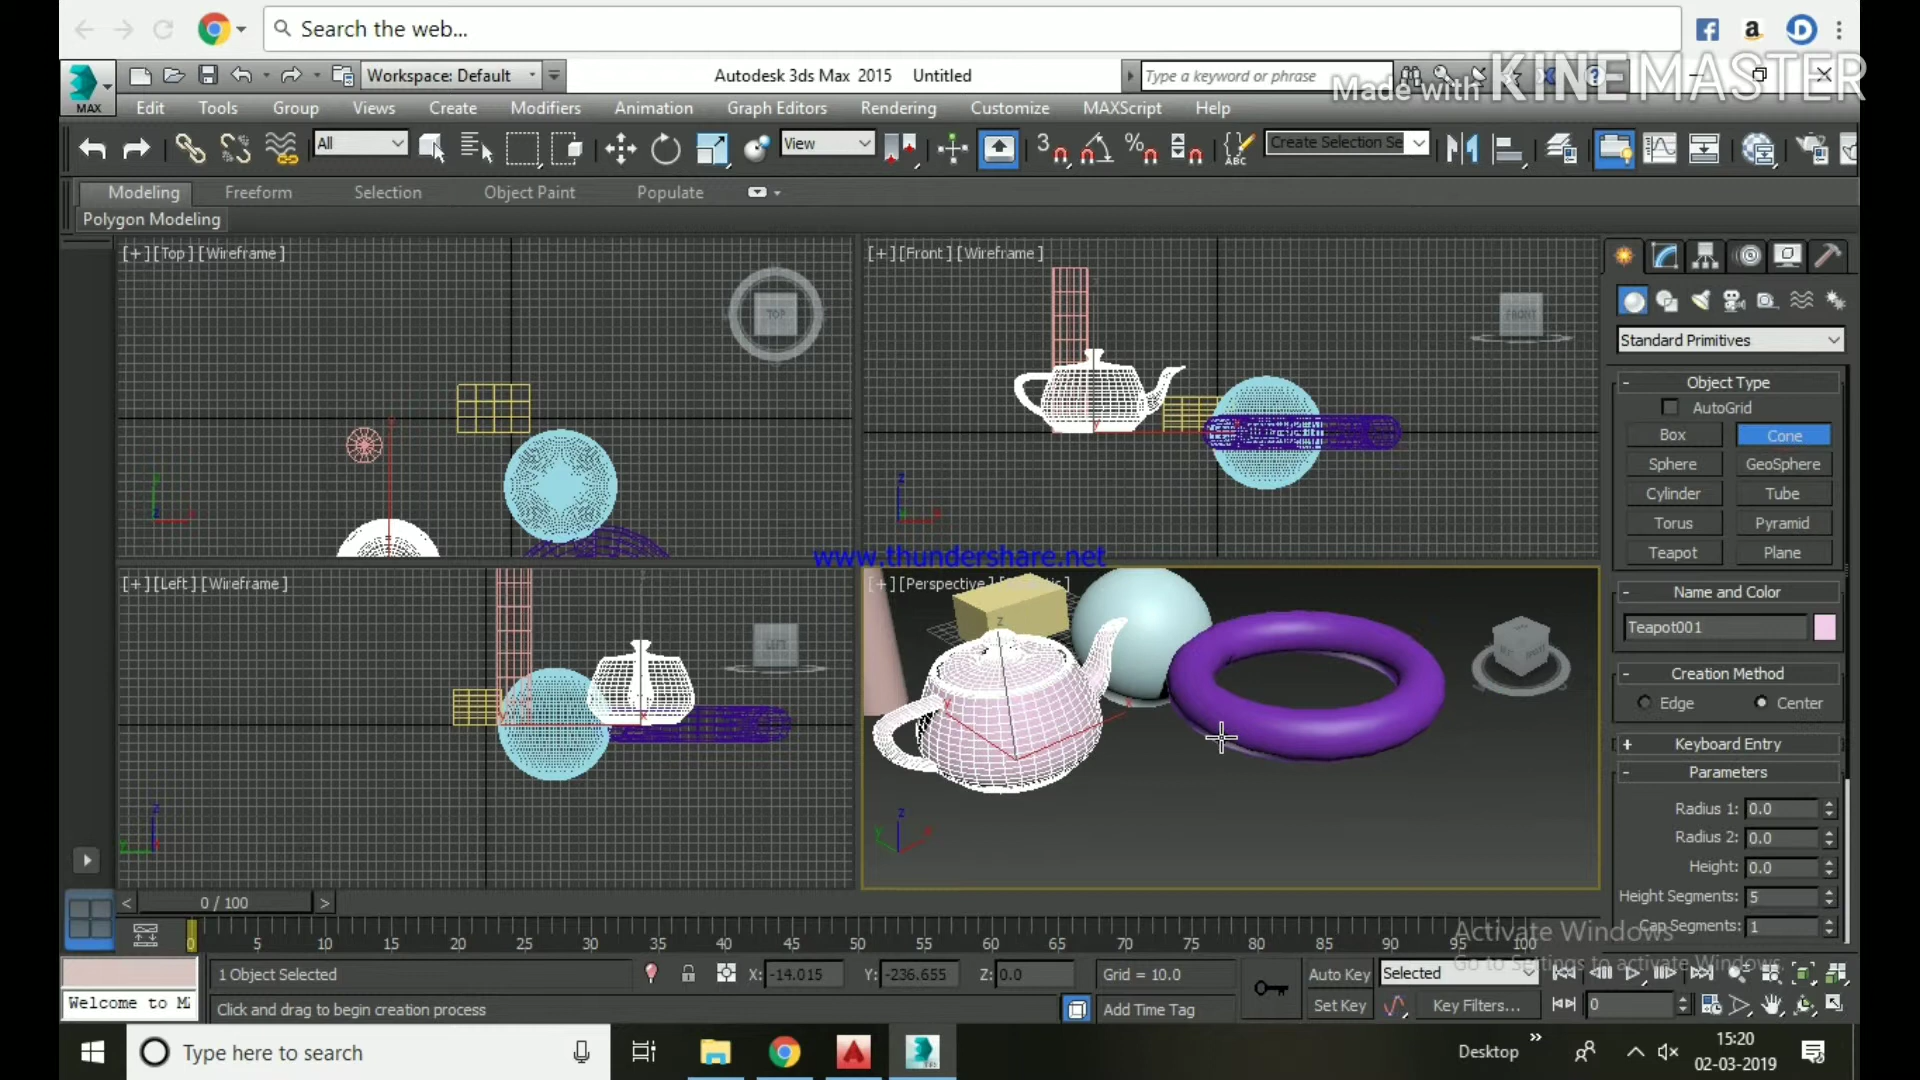 Search the web...
Workspace: Default
Autodesk 3ds Max 2015 Untitled
Type a keyword or phrase
Made with KINEMASTER
MAX
Edit Tools Group Views Create Modifiers Animation Graph Editors Rendering Customize MAXScript Help
All
View
Create Selection Se
Modeling Freeform Selection Object Paint Populate
Polygon Modeling
[+][Top][Wireframe]
TOP
[+][Front][Wireframe]
FRONT
Standard Primitives
Object Type
AutoGrid
Box Cone
Sphere GeoSphere
Cylinder Tube
Torus Pyramid
Teapot Plane
www.thundershare.net
[+][Left][Wireframe]
LEFT
[+][Perspective]
Name and Color
Teapot001
Creation Method
Edge Center
Keyboard Entry
Parameters
Radius 1: 0.0
Radius 2: 0.0
Height: 0.0
Height Segments: 5
Cap Segments: 1
0 / 100
0 5 10 15 20 25 30 35 40 45 50 55 60 65 70 75 80 85 90 95 100
Activate Windows
Go to Settings to activate Windows.
1 Object Selected
X: -14.015 Y: -236.655 Z: 0.0
Grid = 10.0
Auto Key
Selected
Welcome to M
Click and drag to begin creation process
Add Time Tag
Set Key
Key Filters...
0
Type here to search
Desktop
15:20
02-03-2019